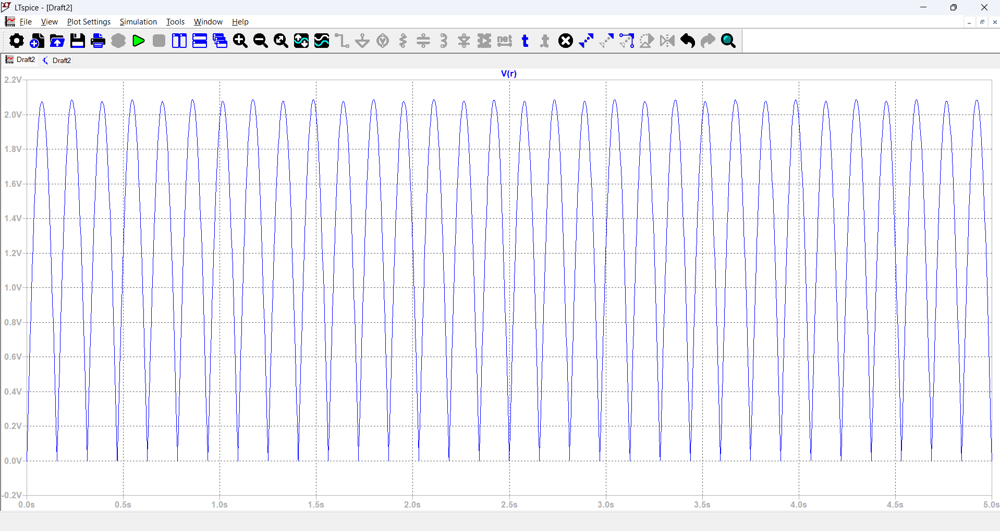 LTspice - [Draft2]
File View Plot Settings Simulation Tools Window Help
net t .t
Draft2 Draft2
V(r)
2.2V
2.0V
1.8V
1.6V
1.4V
1.2V
1.0V
0.8V
0.6V
0.4V
0.2V
0.0V
-0.2V
0.0s 0.5s 1.0s 1.5s 2.0s 2.5s 3.0s 3.5s 4.0s 4.5s 5.0s